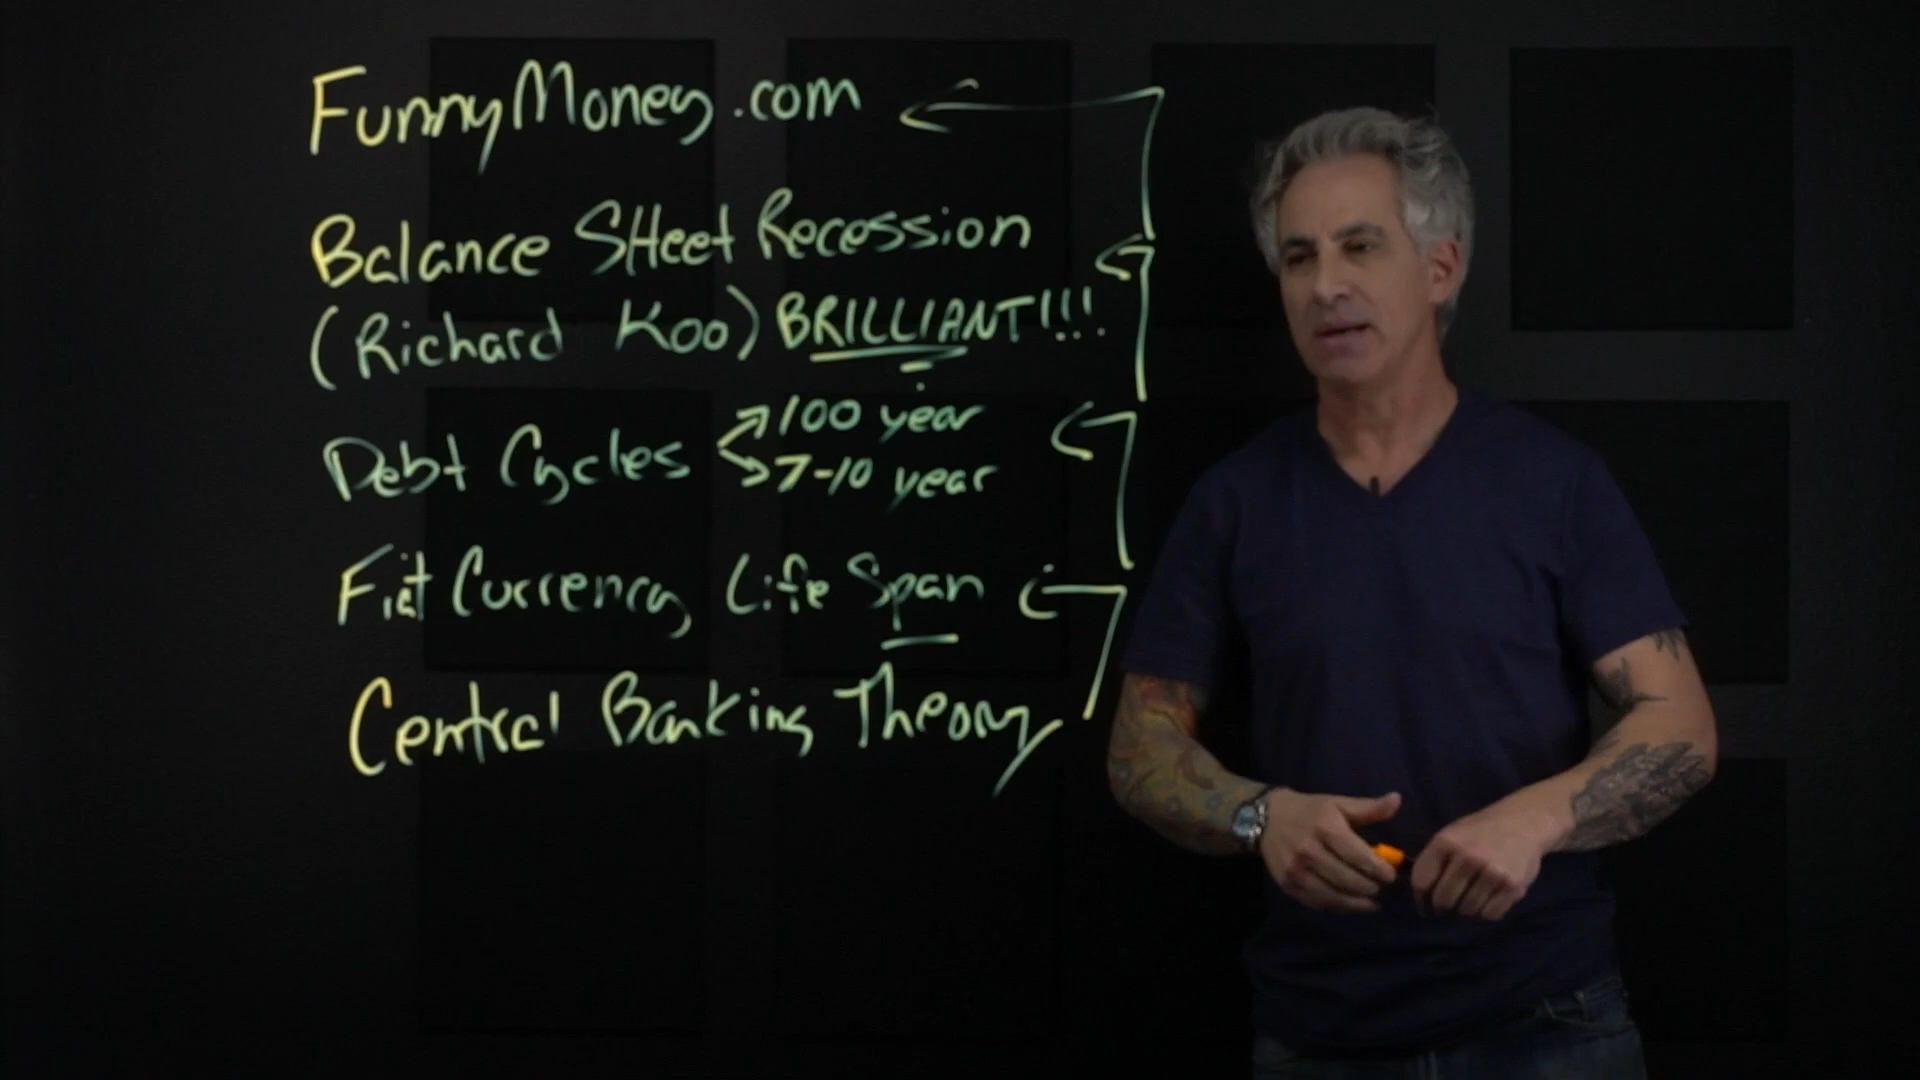 FunnyMoney.com
Balance SHeet Recession
(Richard Koo) BRILLIANT!!!
Debt Cycles 100 year
7-10 year
Fiat Currency Life Span
Central Banking Theory